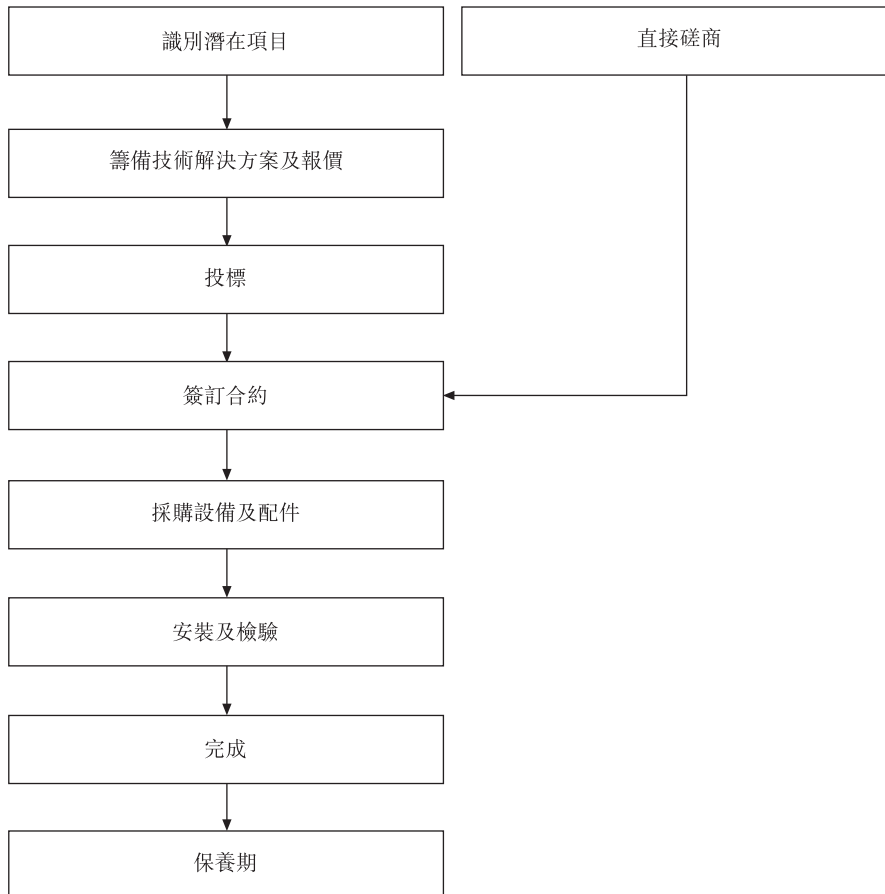 識別潛在項目
直接磋商
籌備技術解決方案及報價
投標
簽訂合約
採購設備及配件
安裝及檢驗
完成
保養期